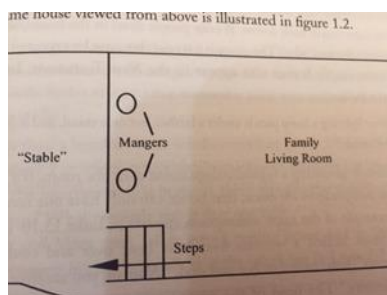 me house viewed from above is illustrated in figure 1.2.
"Stable"
Mangers
Family
Living Room
Steps